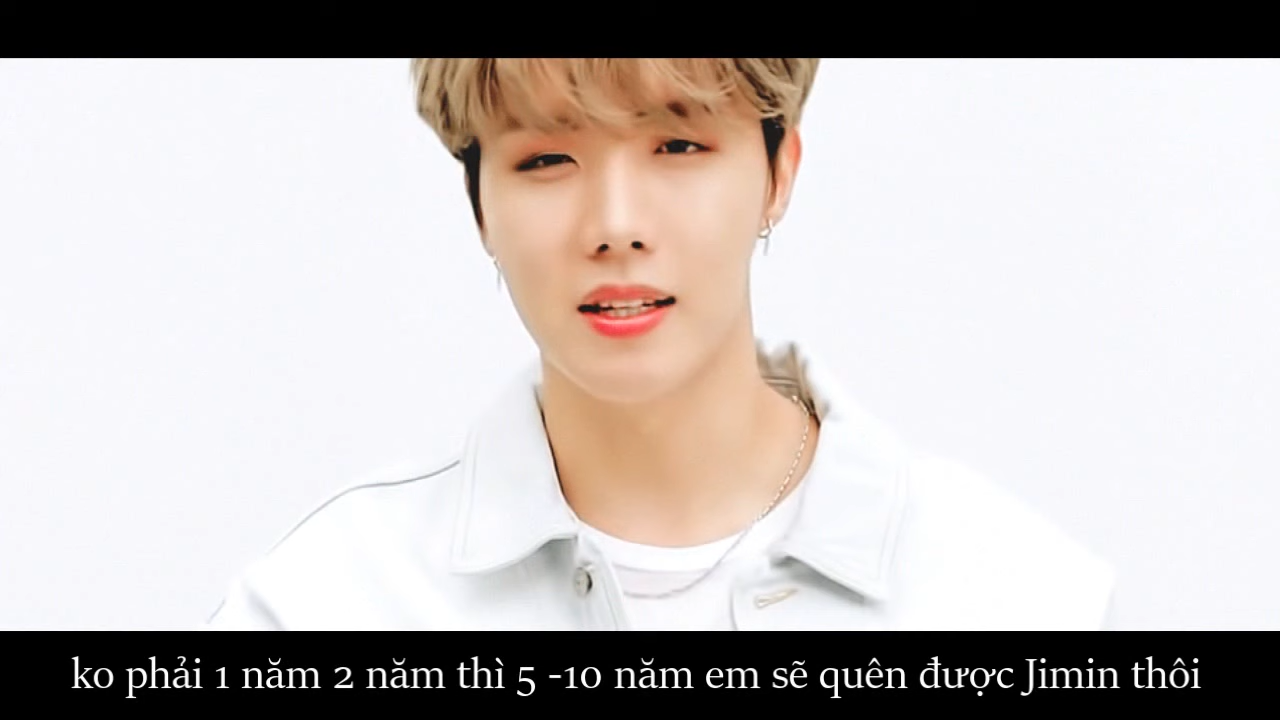 ko phải 1 năm 2 năm thì 5 -10 năm em sẽ quên được Jimin thôi